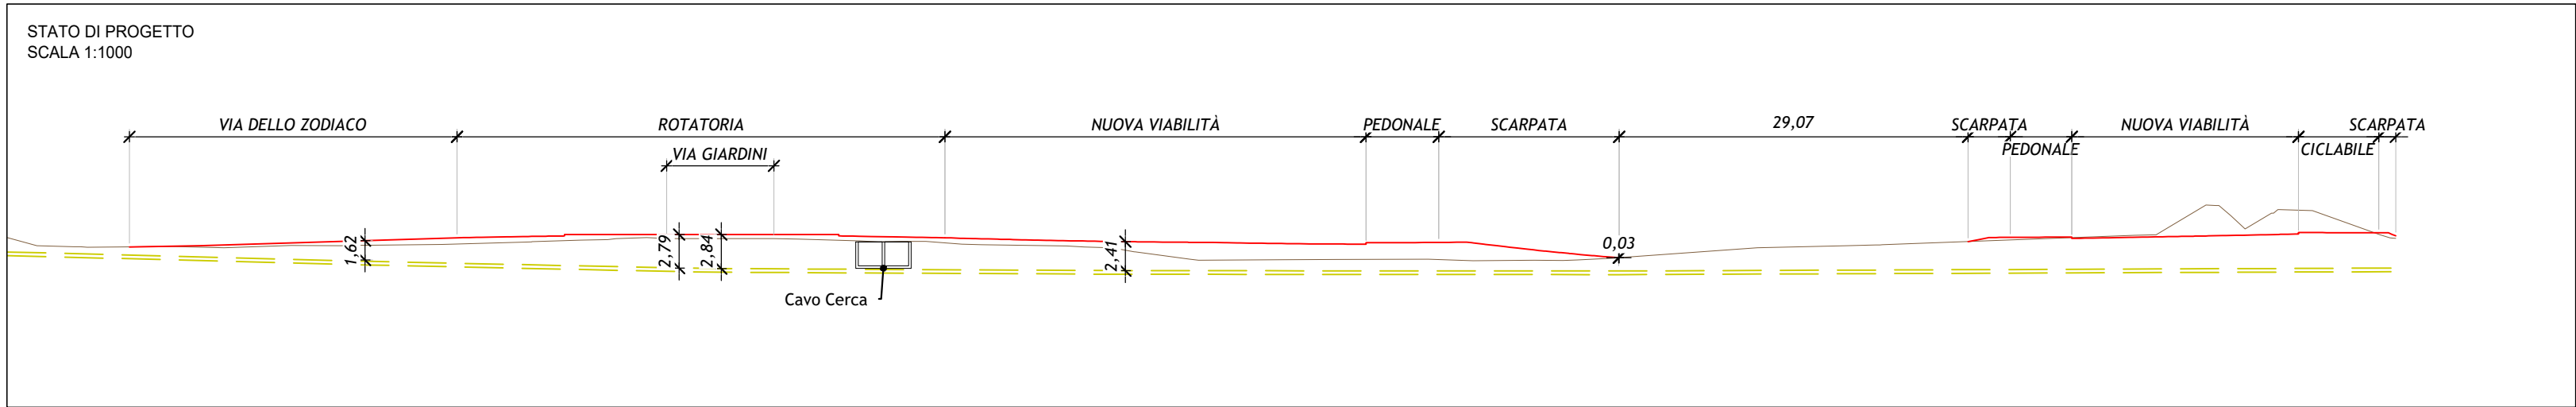 STATO DI PROGETTO
SCALA 1:1000
VIA DELLO ZODIACO
ROTATORIA
NUOVA VIABILITÀ
PEDONALE
SCARPATA
29,07
SCARPATA
NUOVA VIABILITÀ
SCARPATA
VIA GIARDINI
PEDONALE
CICLABILE
1,62
2,79
2,84
2,41
0,03
Cavo Cerca